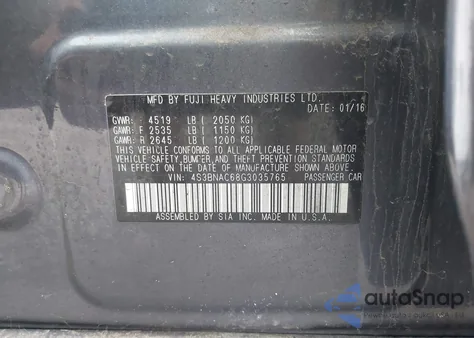 MFD BY FUJI HEAVY INDUSTRIES LTD.
DATE: 01/16
GVWR: 4519 LB ( 2050 KG)
GAWR: F 2535 LB ( 1150 KG)
GAWR: R 2645 LB ( 1200 KG)
THIS VEHICLE CONFORMS TO ALL APPLICABLE FEDERAL MOTOR
VEHICLE SAFETY, BUMPER, AND THEFT PREVENTION STANDARDS
IN EFFECT ON THE DATE OF MANUFACTURE SHOWN ABOVE.
VIN: 4S3BNAC68G3035765 PASSENGER CAR
ASSEMBLED BY SIA INC. MADE IN U.S.A.
autoSnap